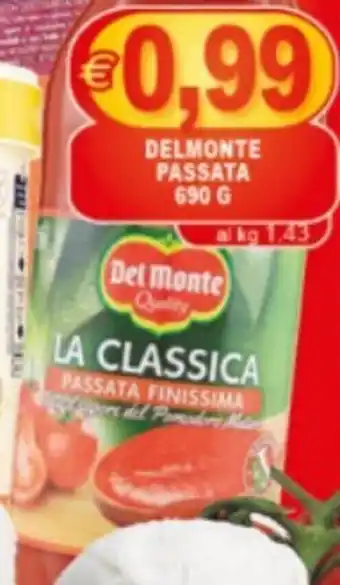 €0,99
DELMONTE
PASSATA
690 G
al kg 1,43
Del Monte
Quality
LA CLASSICA
PASSATA FINISSIMA
del Pomodoro